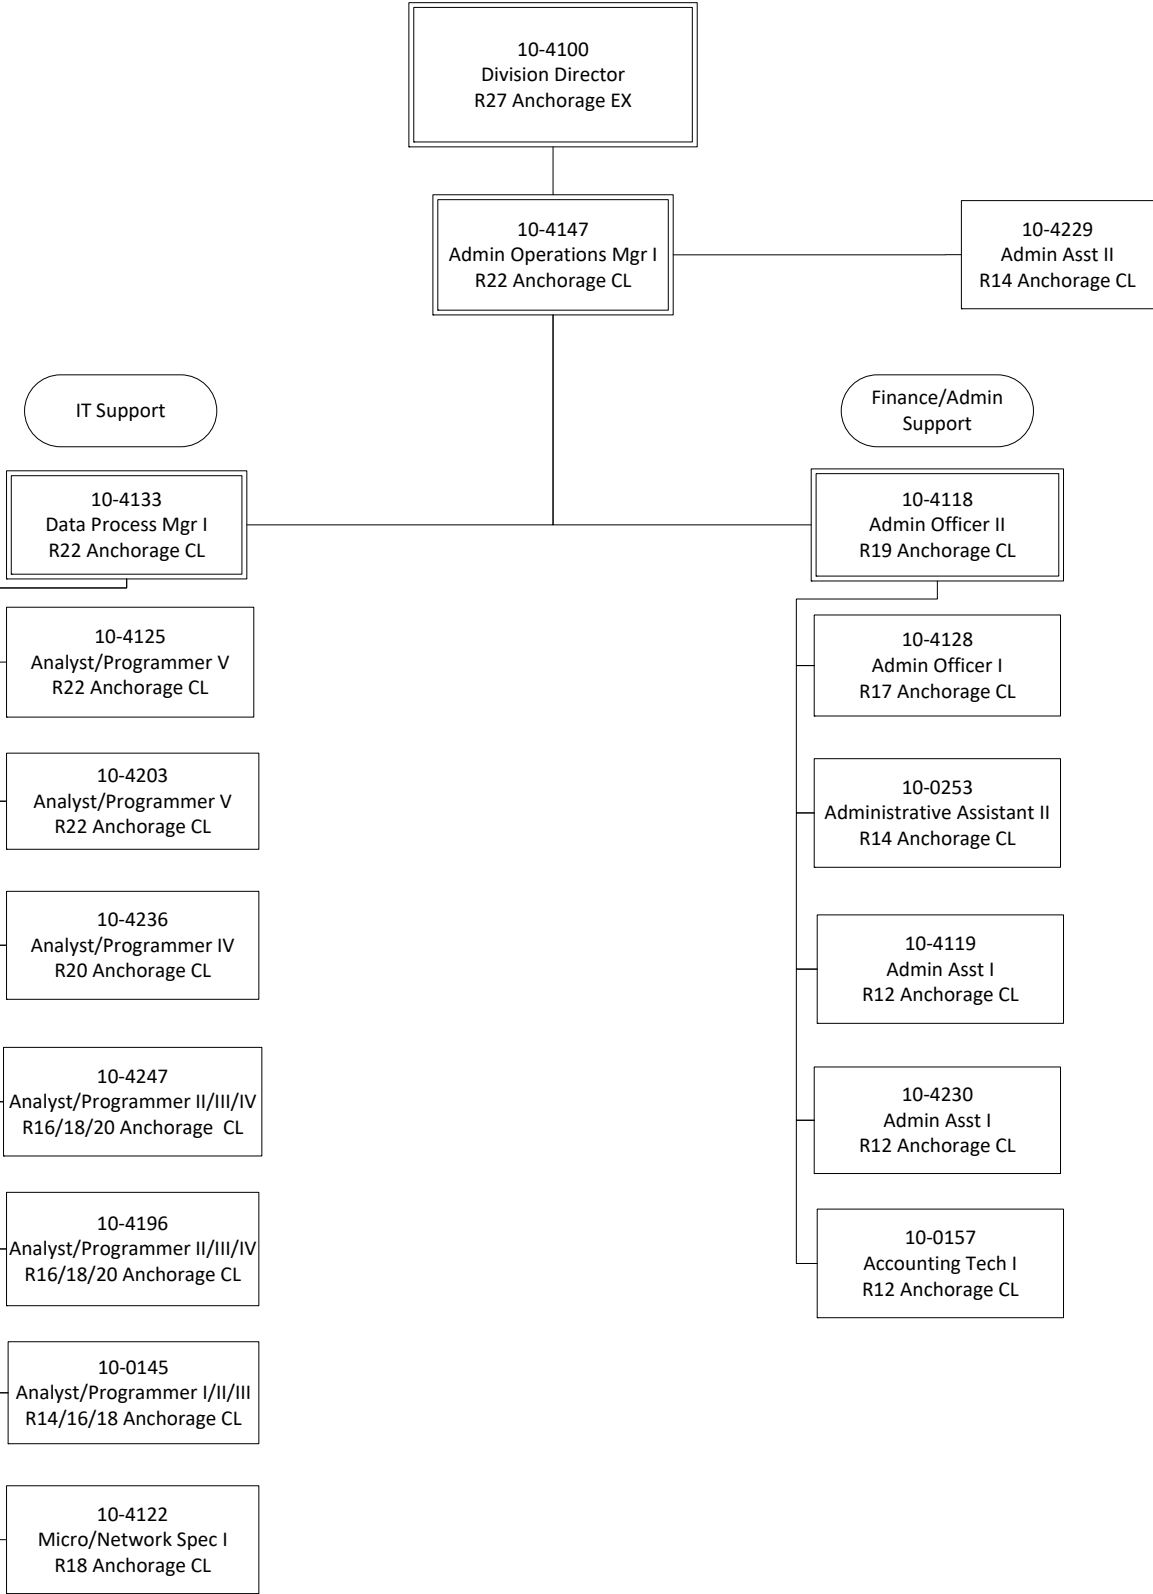 10-4100
Division Director
R27 Anchorage EX
10-4147
Admin Operations Mgr I
R22 Anchorage CL
10-4229
Admin Asst II
R14 Anchorage CL
IT Support
Finance/Admin
Support
10-4133
Data Process Mgr I
R22 Anchorage CL
10-4118
Admin Officer II
R19 Anchorage CL
10-4125
Analyst/Programmer V
R22 Anchorage CL
10-4128
Admin Officer I
R17 Anchorage CL
10-4203
Analyst/Programmer V
R22 Anchorage CL
10-0253
Administrative Assistant II
R14 Anchorage CL
10-4236
Analyst/Programmer IV
R20 Anchorage CL
10-4119
Admin Asst I
R12 Anchorage CL
10-4247
Analyst/Programmer II/III/IV
R16/18/20 Anchorage  CL
10-4230
Admin Asst I
R12 Anchorage CL
10-4196
Analyst/Programmer II/III/IV
R16/18/20 Anchorage CL
10-0157
Accounting Tech I
R12 Anchorage CL
10-0145
Analyst/Programmer I/II/III
R14/16/18 Anchorage CL
10-4122
Micro/Network Spec I
R18 Anchorage CL